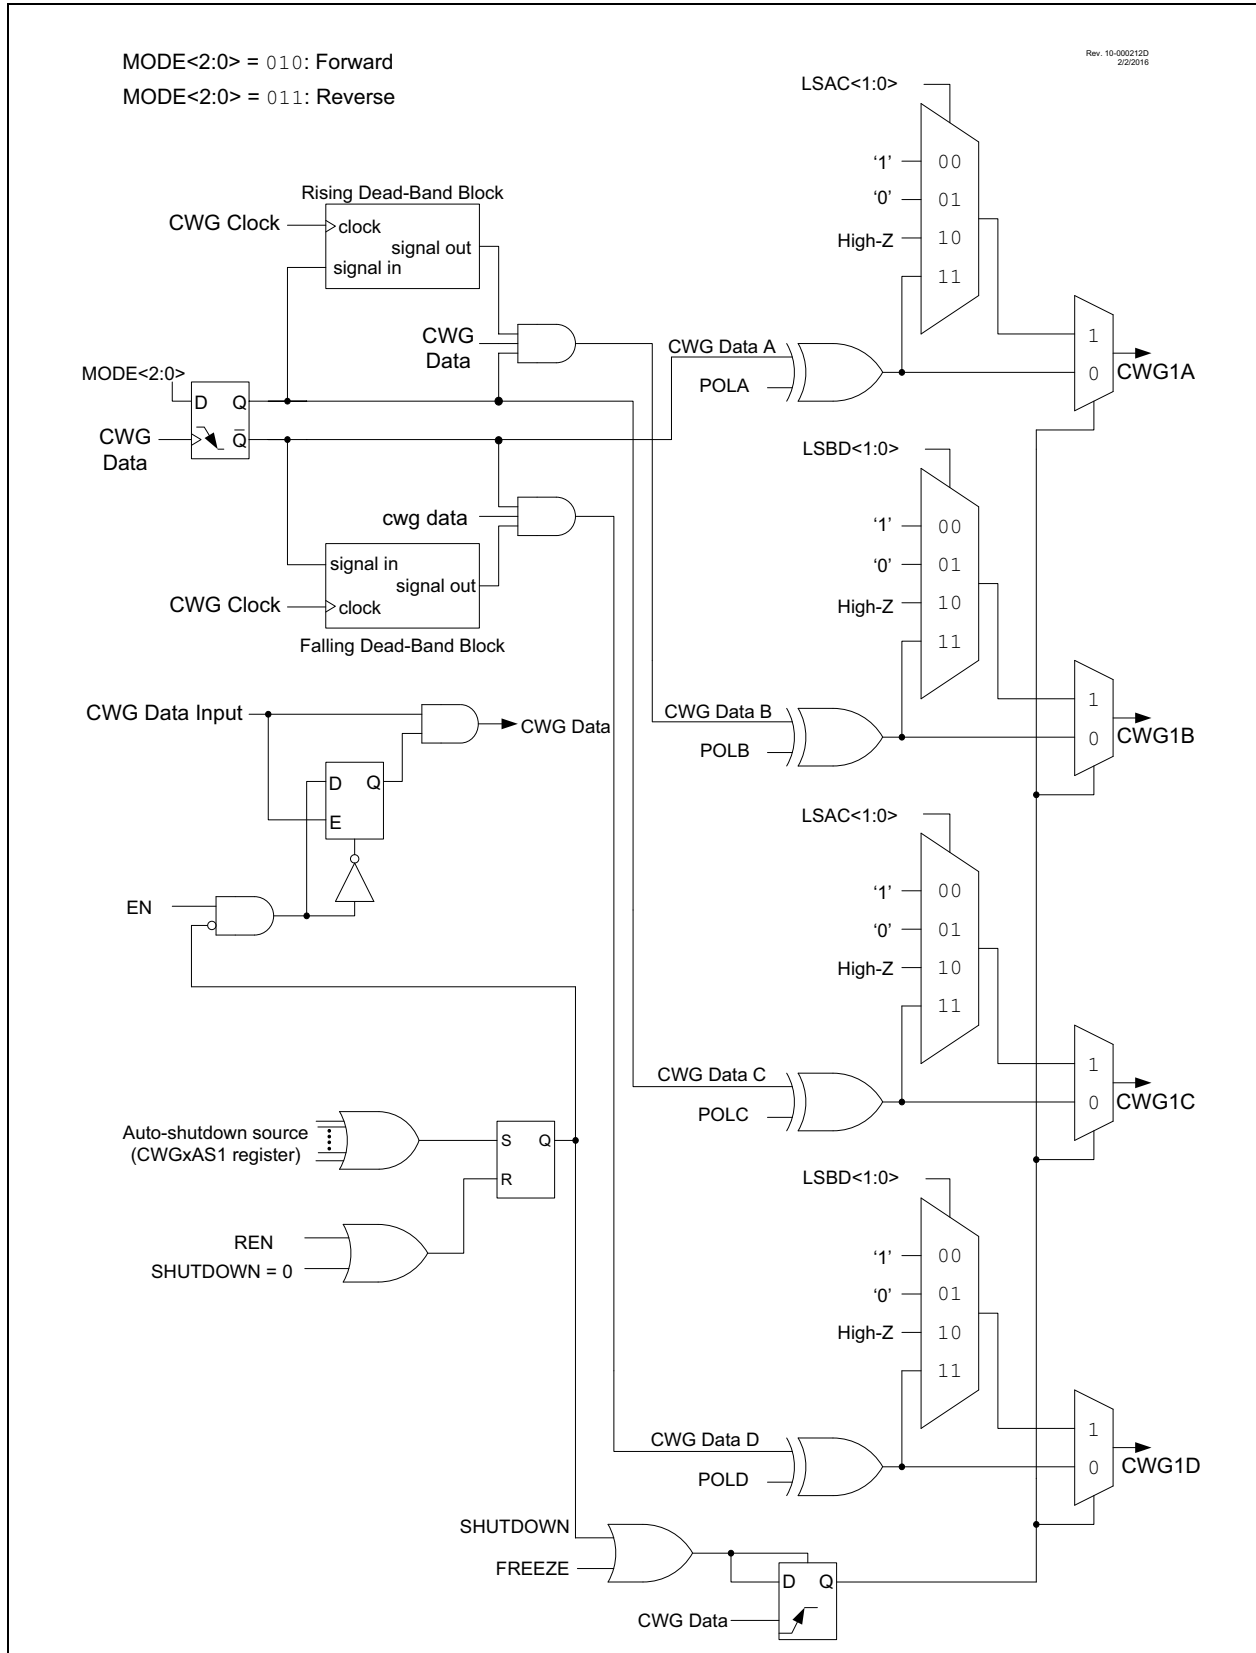 MODE<2:0> = 010: Forward
MODE<2:0> = 011: Reverse
Rev. 10-000212D
2/2/2016
LSAC<1:0>
'1'
00
'0'
01
High-Z
10
11
1
0
CWG1A
Rising Dead-Band Block
CWG Clock
clock
signal out
signal in
CWG
Data
CWG Data A
POLA
MODE<2:0>
D
Q
CWG
Data
Q̅
cwg data
signal in
signal out
CWG Clock
clock
Falling Dead-Band Block
LSBD<1:0>
'1'
00
'0'
01
High-Z
10
11
1
0
CWG1B
CWG Data B
POLB
CWG Data Input
CWG Data
D
Q
E
EN
LSAC<1:0>
'1'
00
'0'
01
High-Z
10
11
1
0
CWG1C
CWG Data C
POLC
Auto-shutdown source
(CWGxAS1 register)
S
Q
R
REN
SHUTDOWN = 0
LSBD<1:0>
'1'
00
'0'
01
High-Z
10
11
1
0
CWG1D
CWG Data D
POLD
SHUTDOWN
FREEZE
D
Q
CWG Data